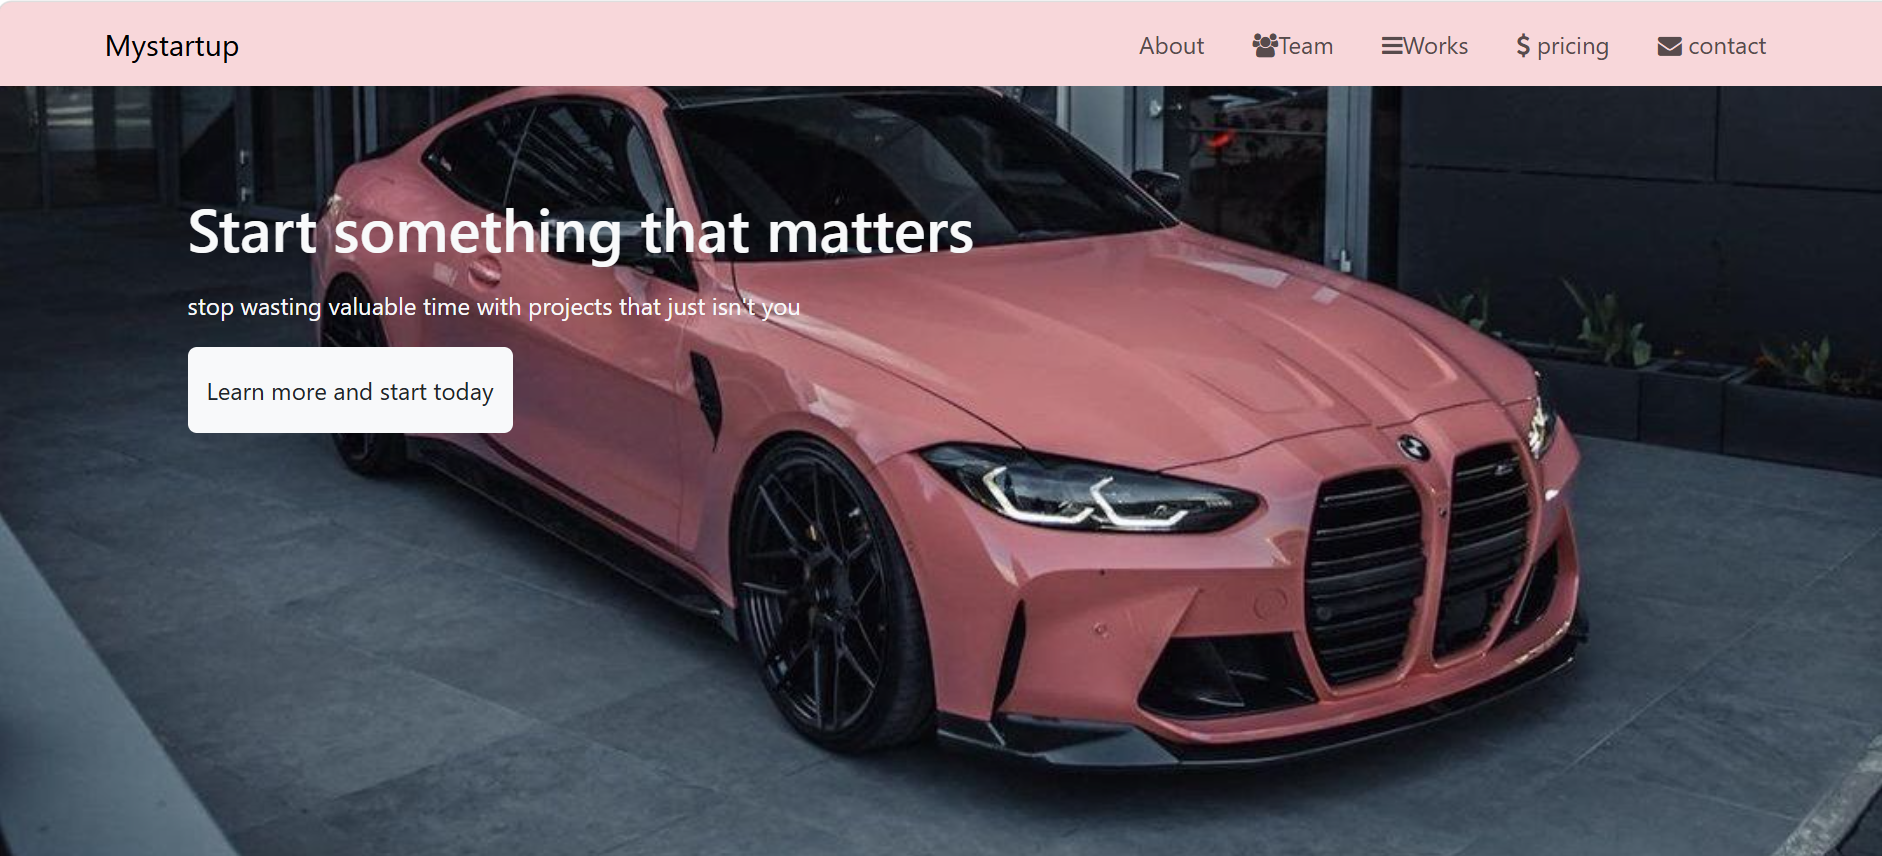 Mystartup About Team Works $ pricing contact
Start something that matters
stop wasting valuable time with projects that just isn't you
Learn more and start today